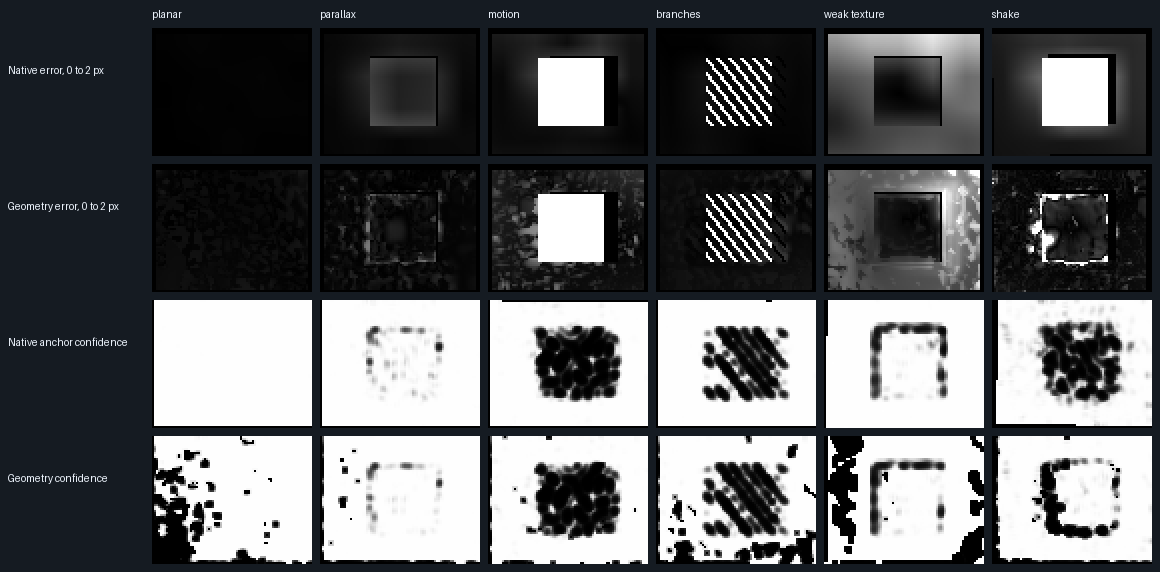 planar parallax motion branches weak texture shake
Native error, 0 to 2 px
Geometry error, 0 to 2 px
Native anchor confidence
Geometry confidence